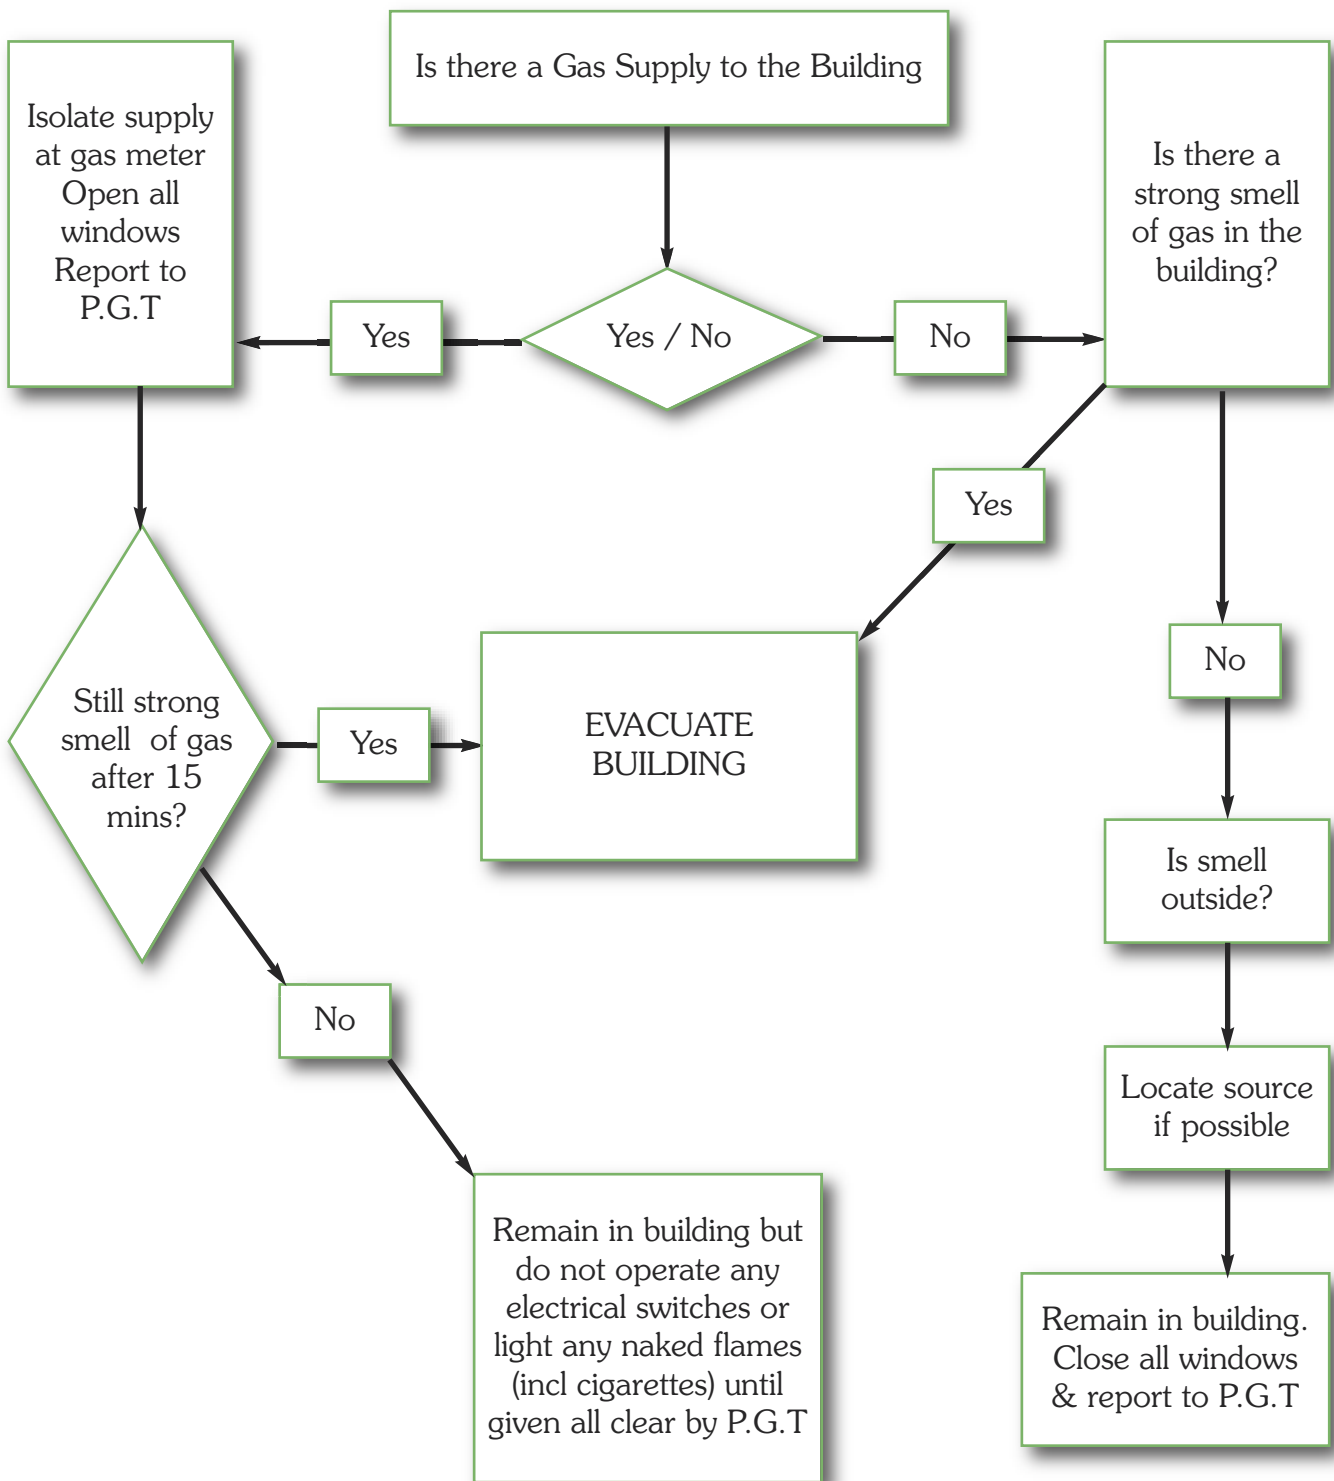 Is there a Gas Supply to the Building
Isolate supply
at gas meter
Open all
windows
Report to
P.G.T
Yes
Yes / No
No
Is there a
strong smell
of gas in the
building?
Yes
No
Still strong
smell of gas
after 15
mins?
Yes
EVACUATE
BUILDING
Is smell
outside?
No
Locate source
if possible
Remain in building but
do not operate any
electrical switches or
light any naked flames
(incl cigarettes) until
given all clear by P.G.T
Remain in building.
Close all windows
& report to P.G.T